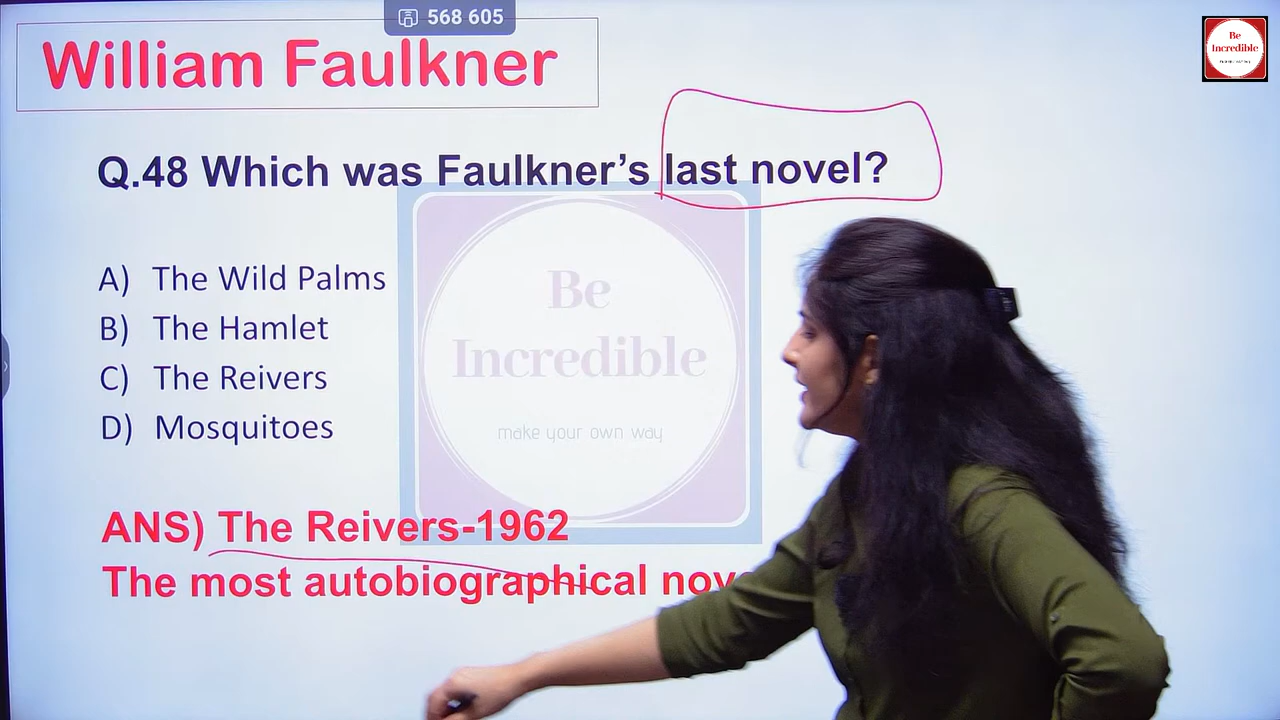 568 605
William Faulkner
Be
Incredible
Q.48 Which was Faulkner’s last novel?
A) The Wild Palms
B) The Hamlet
C) The Reivers
D) Mosquitoes
Be
Incredible
make your own way
ANS) The Reivers-1962
The most autobiographical